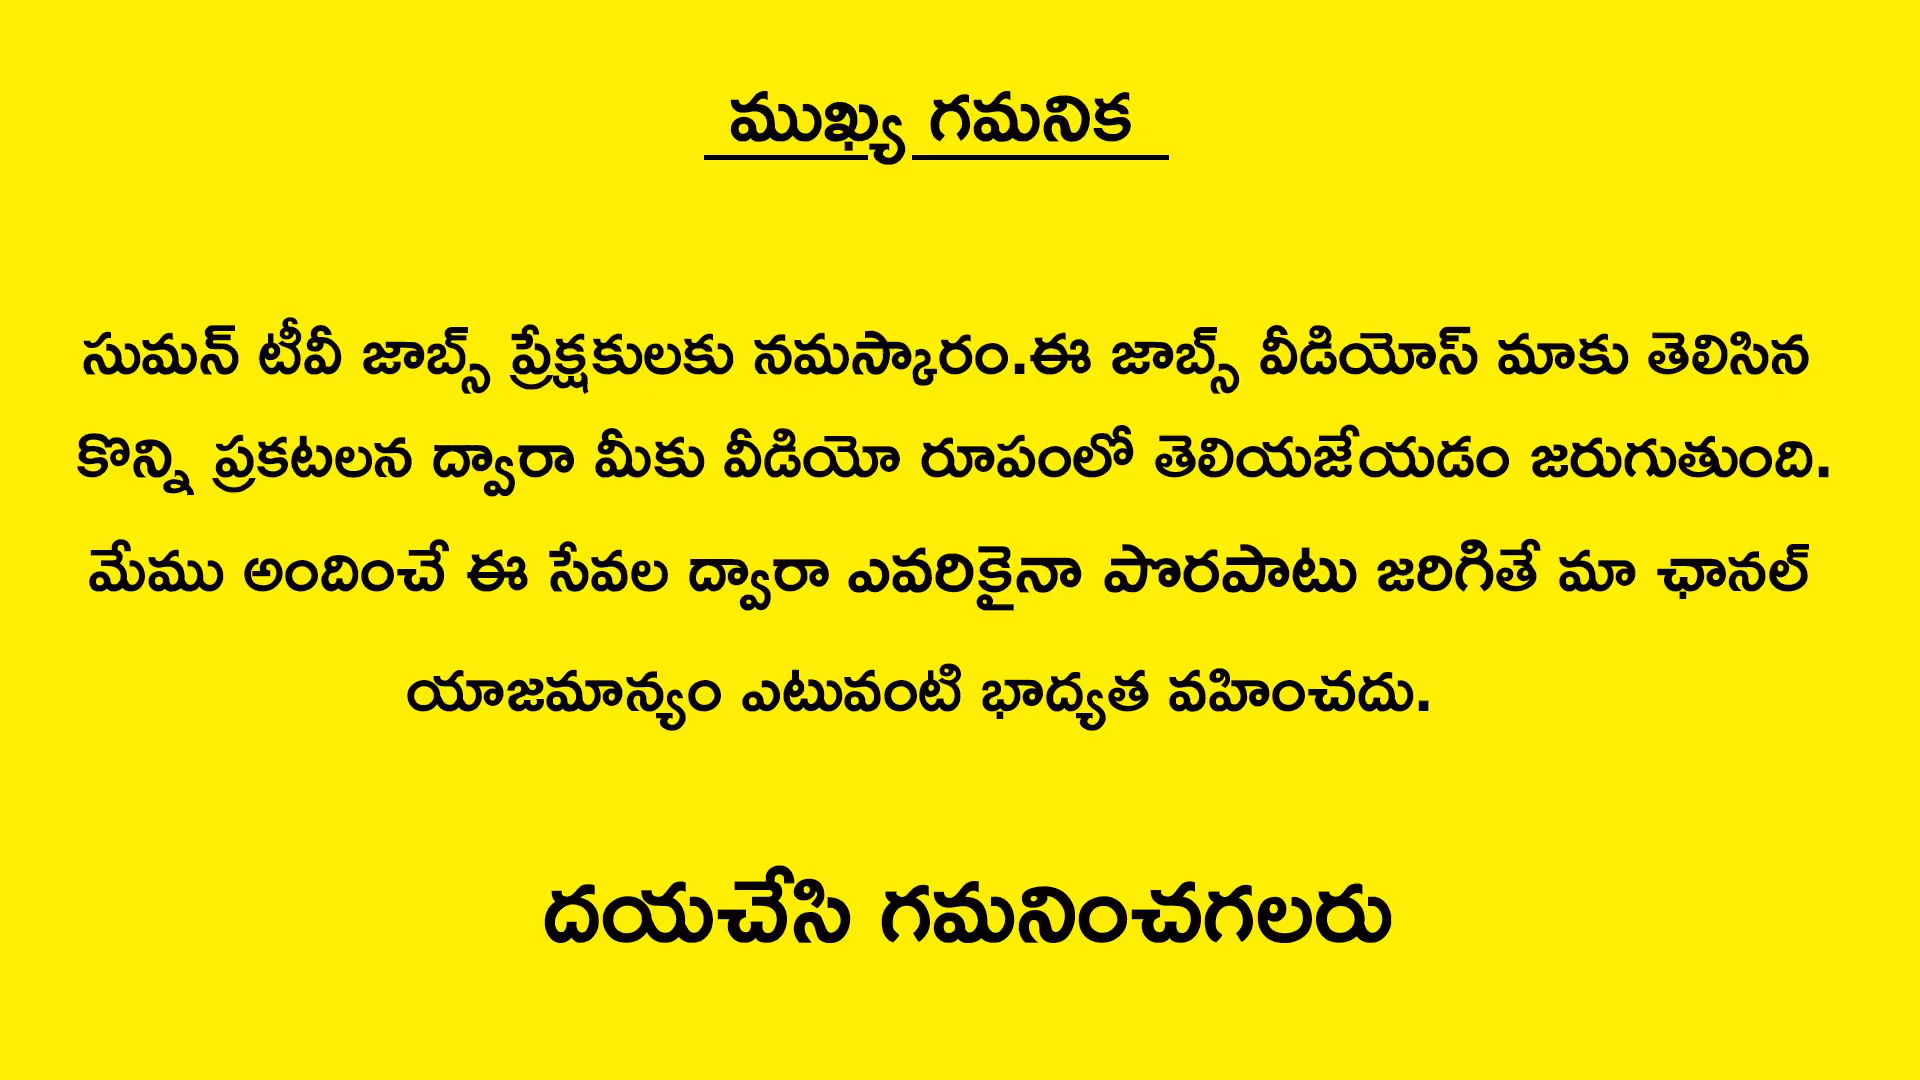 ముఖ్య గమనిక
సుమన్ టీవీ జాబ్స్ ప్రేక్షకులకు నమస్కారం.ఈ జాబ్స్ వీడియోస్ మాకు తెలిసిన
కొన్ని ప్రకటలన ద్వారా మీకు వీడియో రూపంలో తెలియజేయడం జరుగుతుంది.
మేము అందించే ఈ సేవల ద్వారా ఎవరికైనా పొరపాటు జరిగితే మా ఛానల్
యాజమాన్యం ఎటువంటి భాద్యత వహించదు.
దయచేసి గమనించగలరు